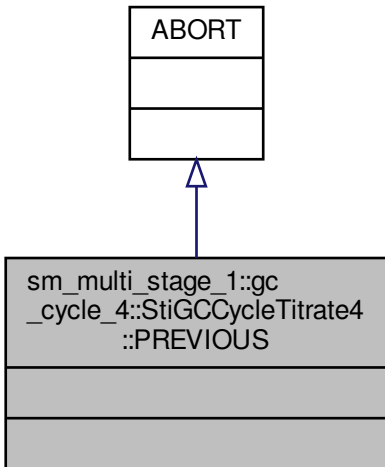 ABORT
sm_multi_stage_1::gc
_cycle_4::StiGCCycleTitrate4
::PREVIOUS